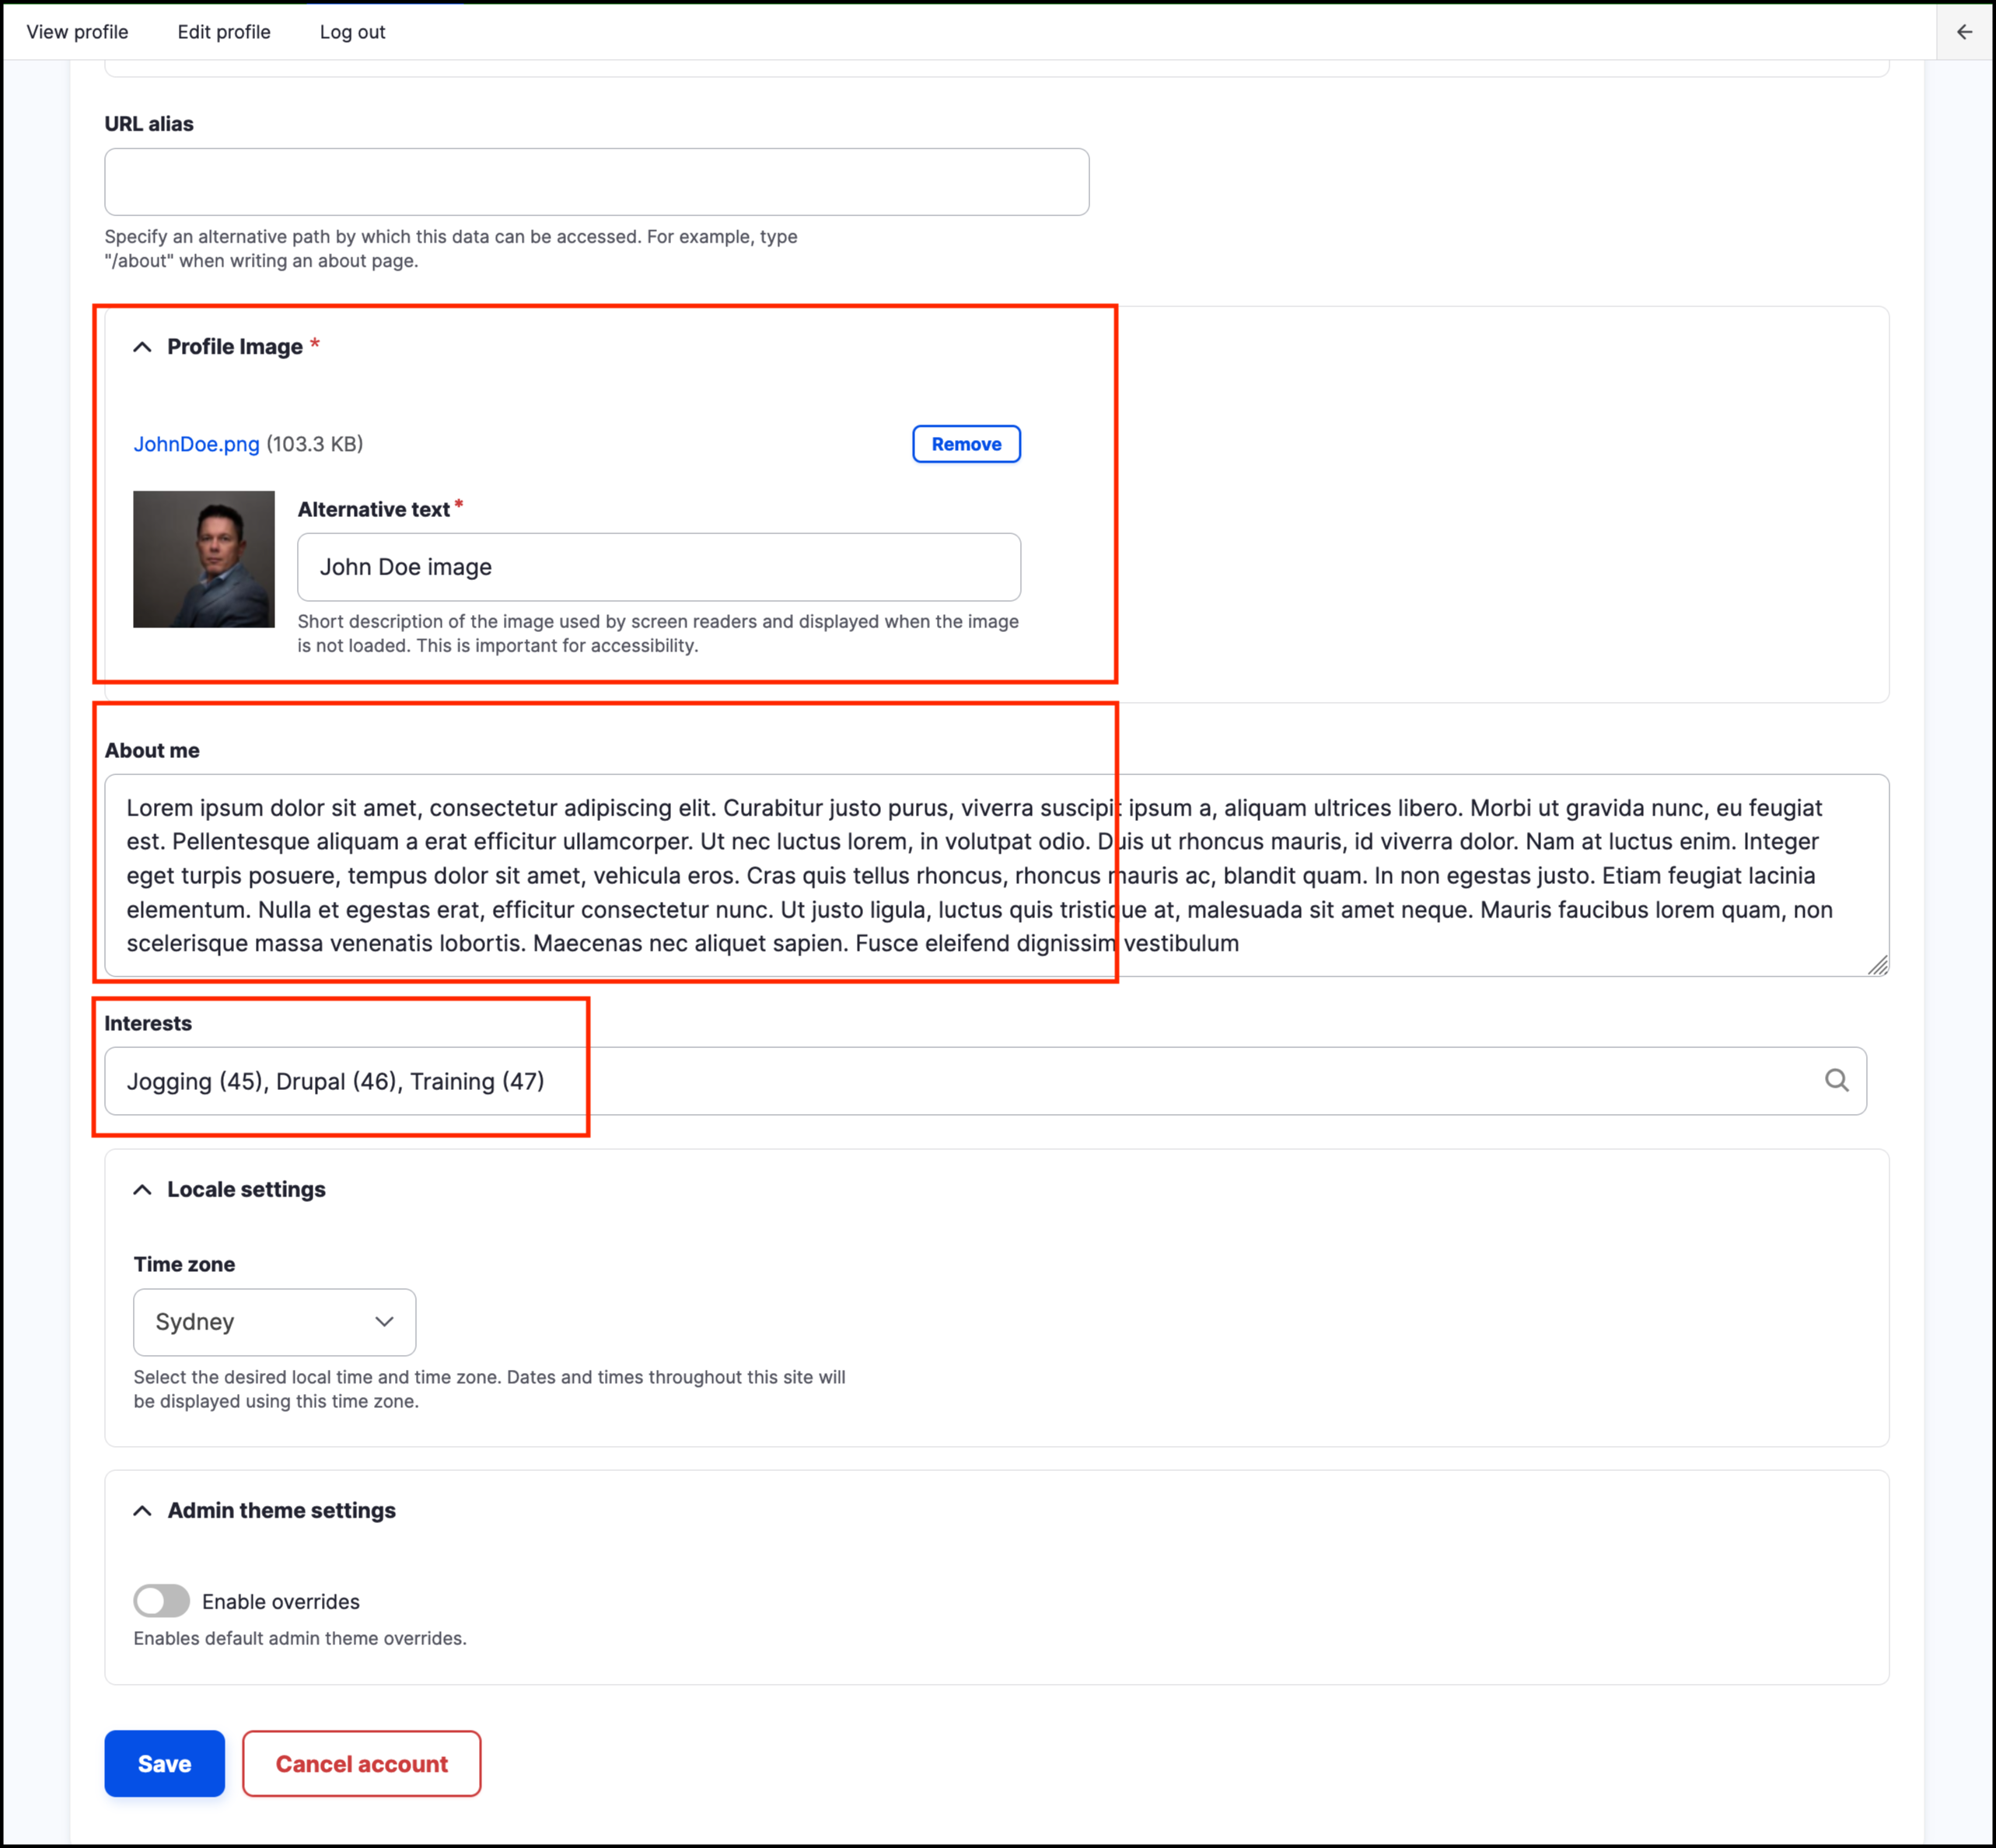 View profile Edit profile Log out
URL alias
Specify an alternative path by which this data can be accessed. For example, type
"/about" when writing an about page.
Profile Image *
JohnDoe.png (103.3 KB) Remove
Alternative text *
John Doe image
Short description of the image used by screen readers and displayed when the image
is not loaded. This is important for accessibility.
About me
Lorem ipsum dolor sit amet, consectetur adipiscing elit. Curabitur justo purus, viverra suscipit ipsum a, aliquam ultrices libero. Morbi ut gravida nunc, eu feugiat
est. Pellentesque aliquam a erat efficitur ullamcorper. Ut nec luctus lorem, in volutpat odio. Duis ut rhoncus mauris, id viverra dolor. Nam at luctus enim. Integer
eget turpis posuere, tempus dolor sit amet, vehicula eros. Cras quis tellus rhoncus, rhoncus mauris ac, blandit quam. In non egestas justo. Etiam feugiat lacinia
elementum. Nulla et egestas erat, efficitur consectetur nunc. Ut justo ligula, luctus quis tristique at, malesuada sit amet neque. Mauris faucibus lorem quam, non
scelerisque massa venenatis lobortis. Maecenas nec aliquet sapien. Fusce eleifend dignissim vestibulum
Interests
Jogging (45), Drupal (46), Training (47)
Locale settings
Time zone
Sydney
Select the desired local time and time zone. Dates and times throughout this site will
be displayed using this time zone.
Admin theme settings
Enable overrides
Enables default admin theme overrides.
Save Cancel account